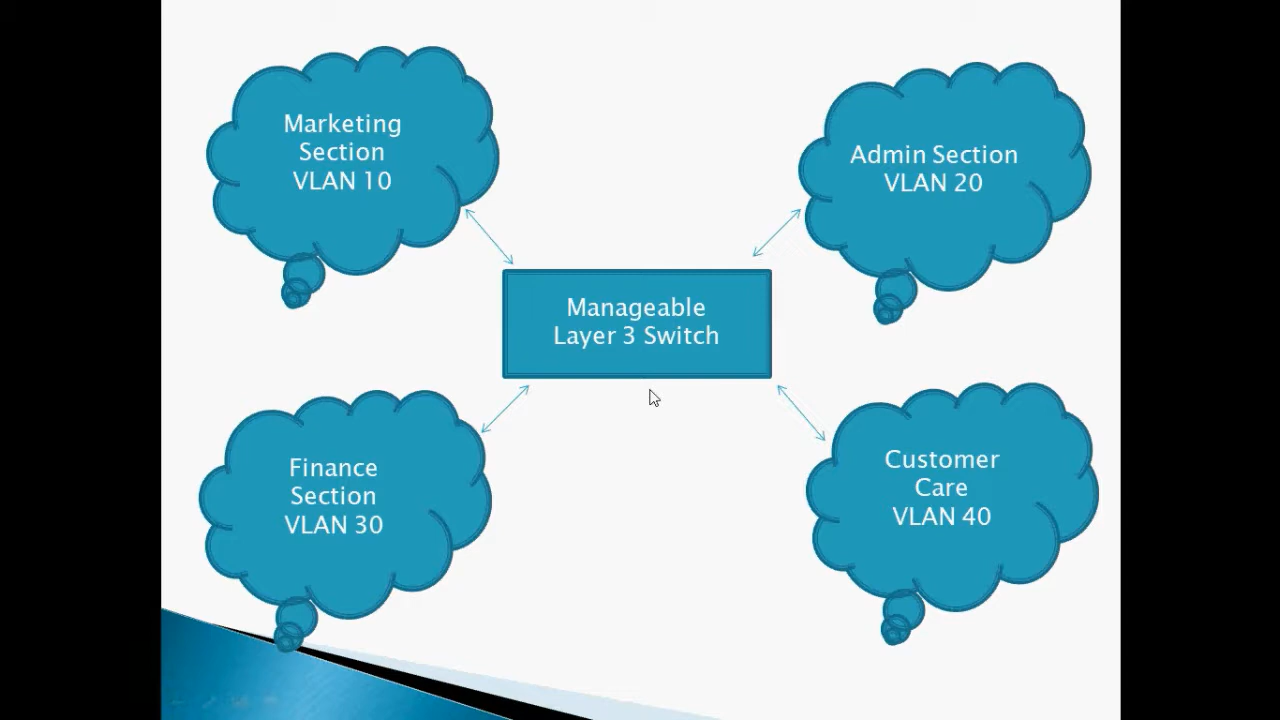 Marketing
Section
VLAN 10
Admin Section
VLAN 20
Manageable
Layer 3 Switch
Finance
Section
VLAN 30
Customer
Care
VLAN 40